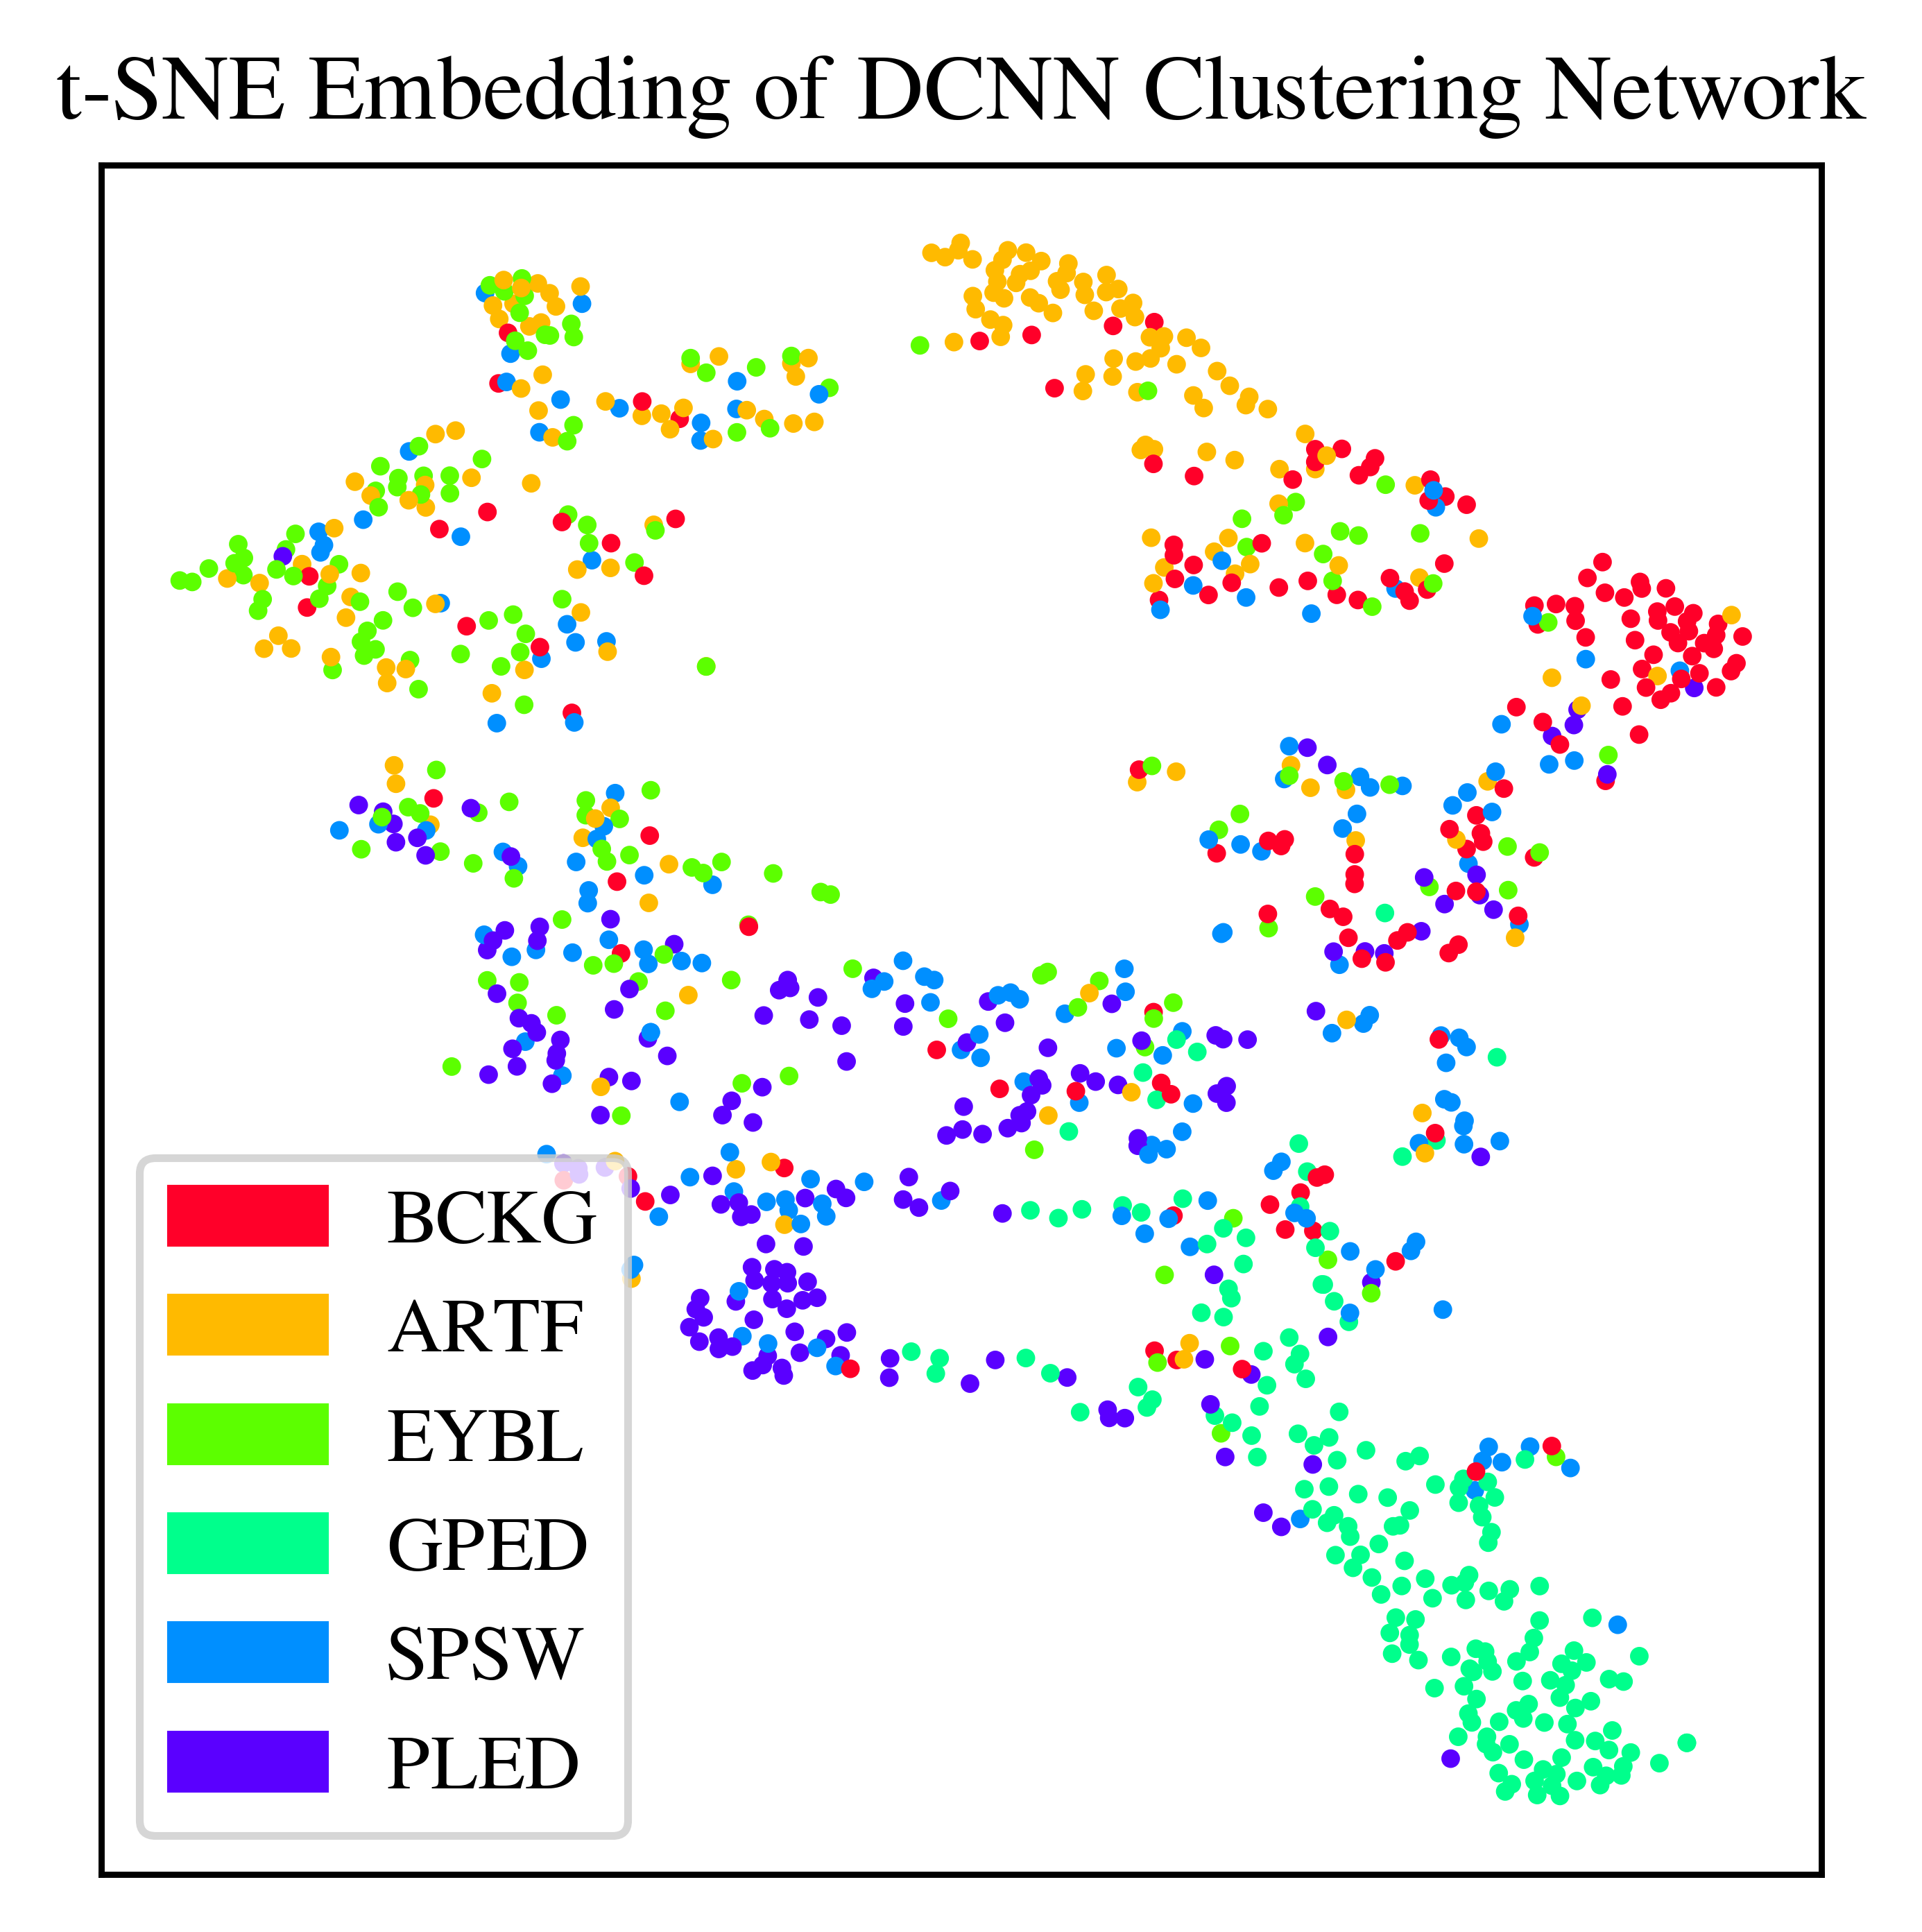 t-SNE Embedding of DCNN Clustering Network
BCKG
ARTF
EYBL
GPED
SPSW
PLED